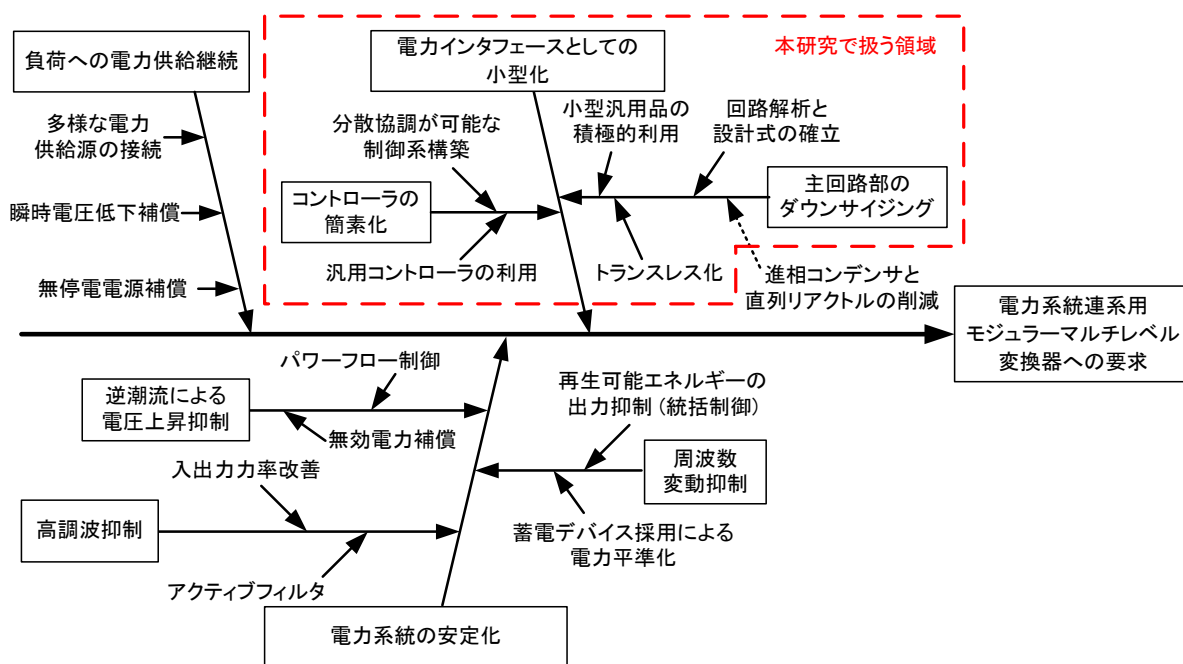 負荷への電力供給継続
多様な電力
供給源の接続
瞬時電圧低下補償
無停電電源補償
電力インタフェースとしての
小型化
本研究で扱う領域
分散協調が可能な
制御系構築
コントローラの
簡素化
汎用コントローラの利用
小型汎用品の
積極的利用
回路解析と
設計式の確立
主回路部の
ダウンサイジング
トランスレス化
進相コンデンサと
直列リアクトルの削減
電力系統連系用
モジュラーマルチレベル
変換器への要求
パワーフロー制御
逆潮流による
電圧上昇抑制
無効電力補償
再生可能エネルギーの
出力抑制(統括制御)
周波数
変動抑制
蓄電デバイス採用による
電力平準化
入出力力率改善
高調波抑制
アクティブフィルタ
電力系統の安定化